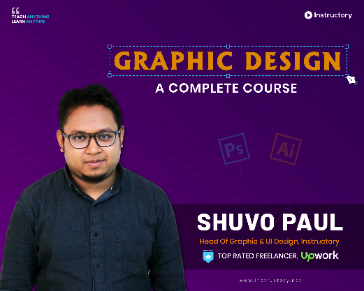 TEACH ANYTHING
LEARN ANYTIME
Instructory
GRAPHIC DESIGN
A COMPLETE COURSE
Ps
Ai
SHUVO PAUL
Head Of Graphic & UI Design, Instructory
TOP RATED FREELANCER, Upwork